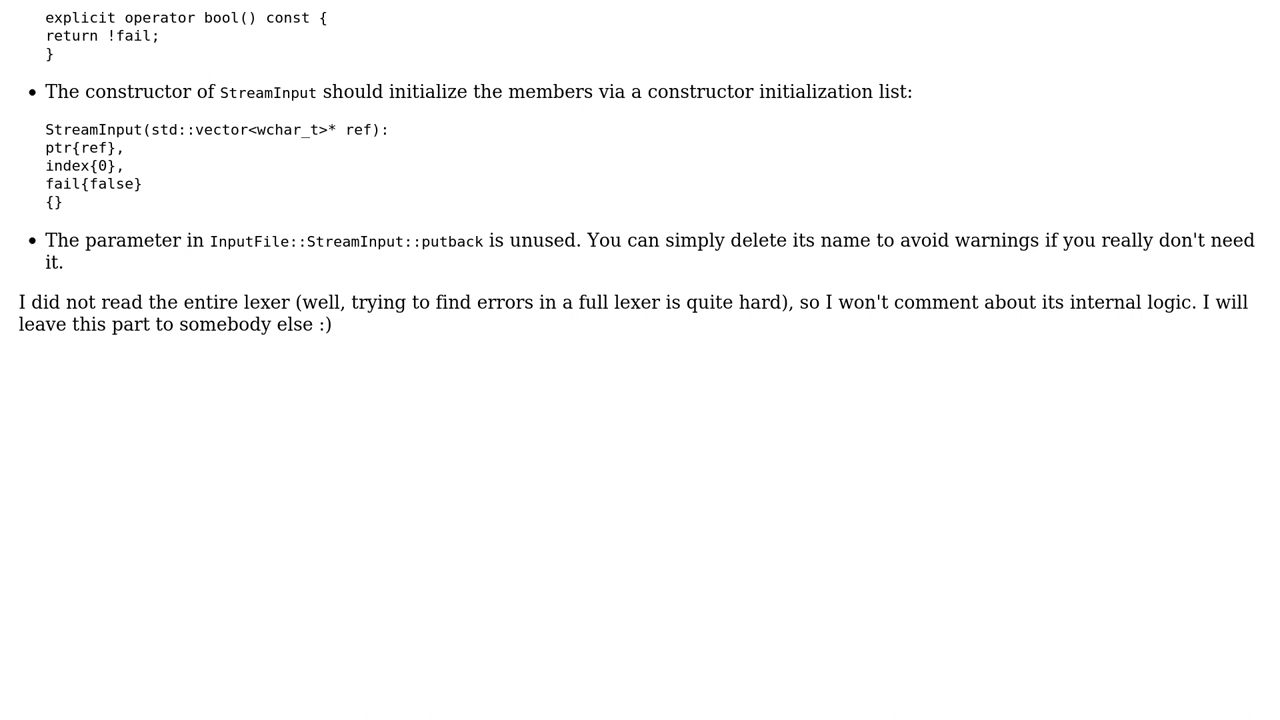 explicit operator bool() const {
return !fail;
}
• The constructor of StreamInput should initialize the members via a constructor initialization list:
StreamInput(std::vector<wchar_t>* ref):
ptr{ref},
index{0},
fail{false}
{}
• The parameter in InputFile::StreamInput::putback is unused. You can simply delete its name to avoid warnings if you really don't need
it.
I did not read the entire lexer (well, trying to find errors in a full lexer is quite hard), so I won't comment about its internal logic. I will
leave this part to somebody else :)